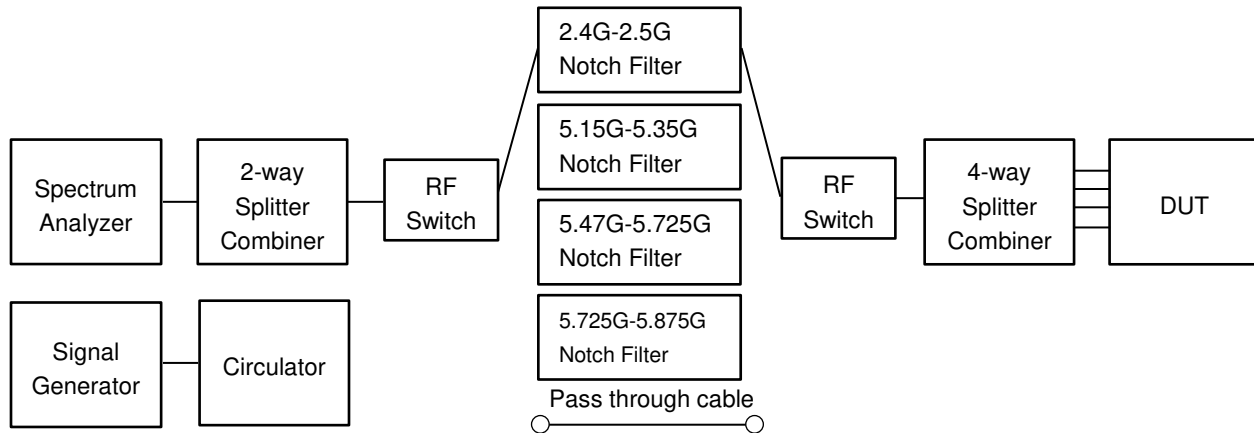 2.4G-2.5G
Notch Filter
5.15G-5.35G
Notch Filter
5.47G-5.725G
Notch Filter
5.725G-5.875G
Notch Filter
Pass through cable
Spectrum
Analyzer
2-way
Splitter
Combiner
RF
Switch
RF
Switch
4-way
Splitter
Combiner
DUT
Signal
Generator
Circulator